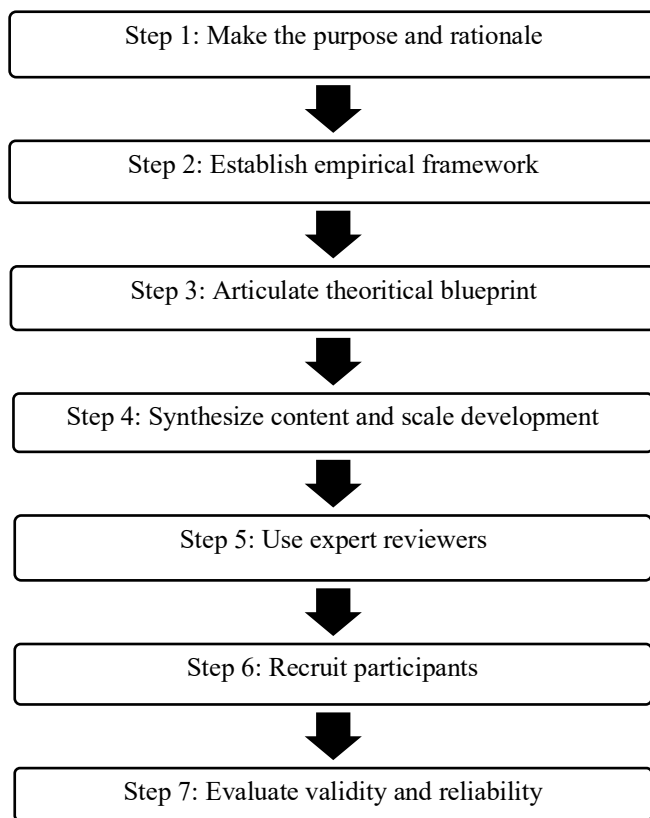 Step 1: Make the purpose and rationale
Step 2: Establish empirical framework
Step 3: Articulate theoritical blueprint
Step 4: Synthesize content and scale development
Step 5: Use expert reviewers
Step 6: Recruit participants
Step 7: Evaluate validity and reliability